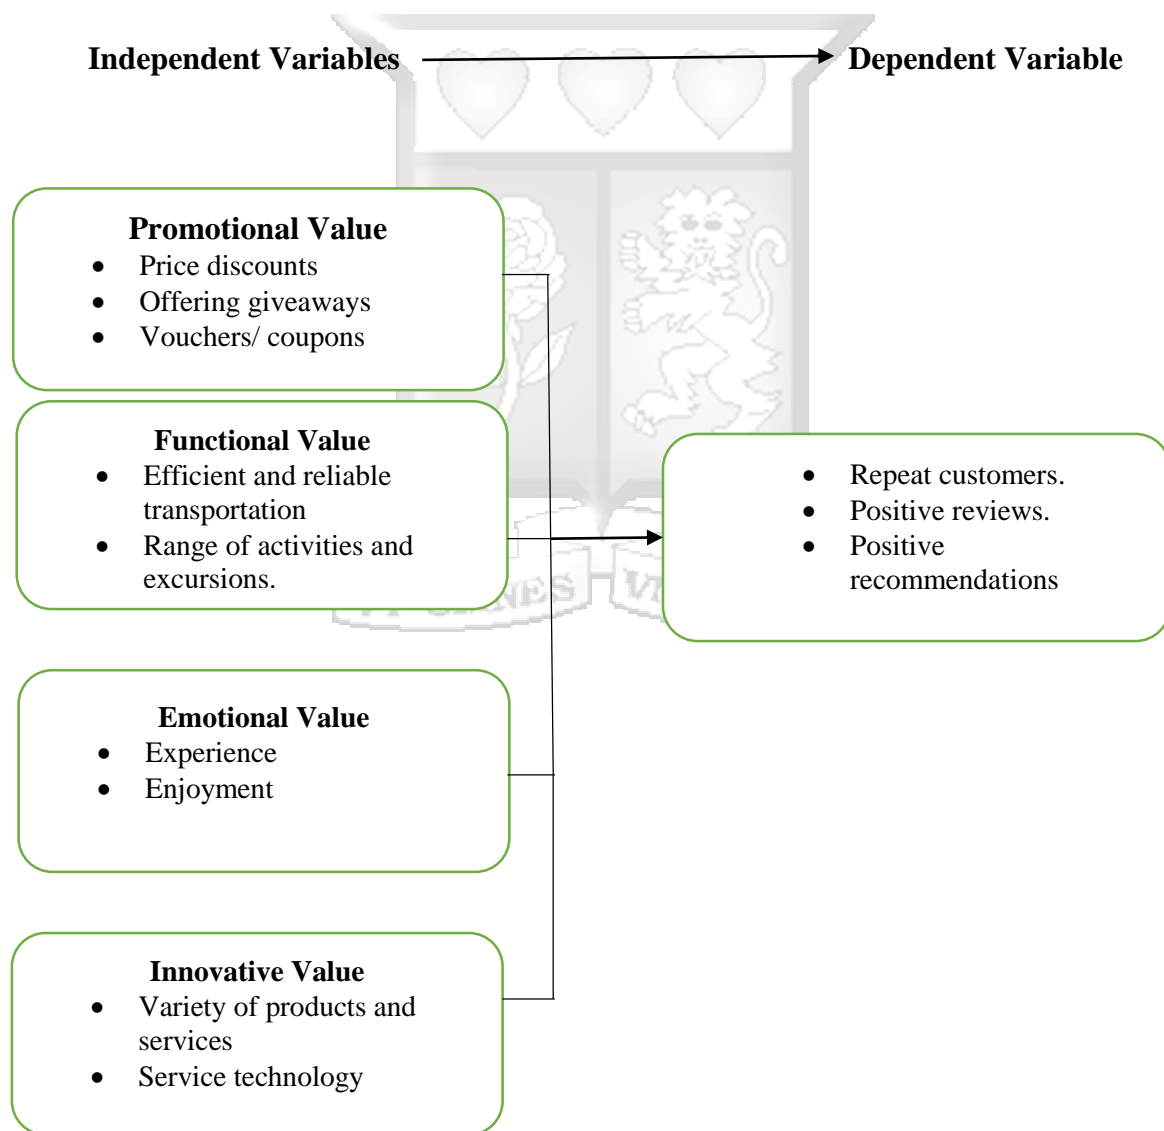 Independent Variables
Dependent Variable
Promotional Value
• Price discounts
• Offering giveaways
• Vouchers/ coupons
Functional Value
• Efficient and reliable
transportation
• Range of activities and
excursions.
• Repeat customers.
• Positive reviews.
• Positive
recommendations
Emotional Value
• Experience
• Enjoyment
Innovative Value
• Variety of products and
services
• Service technology